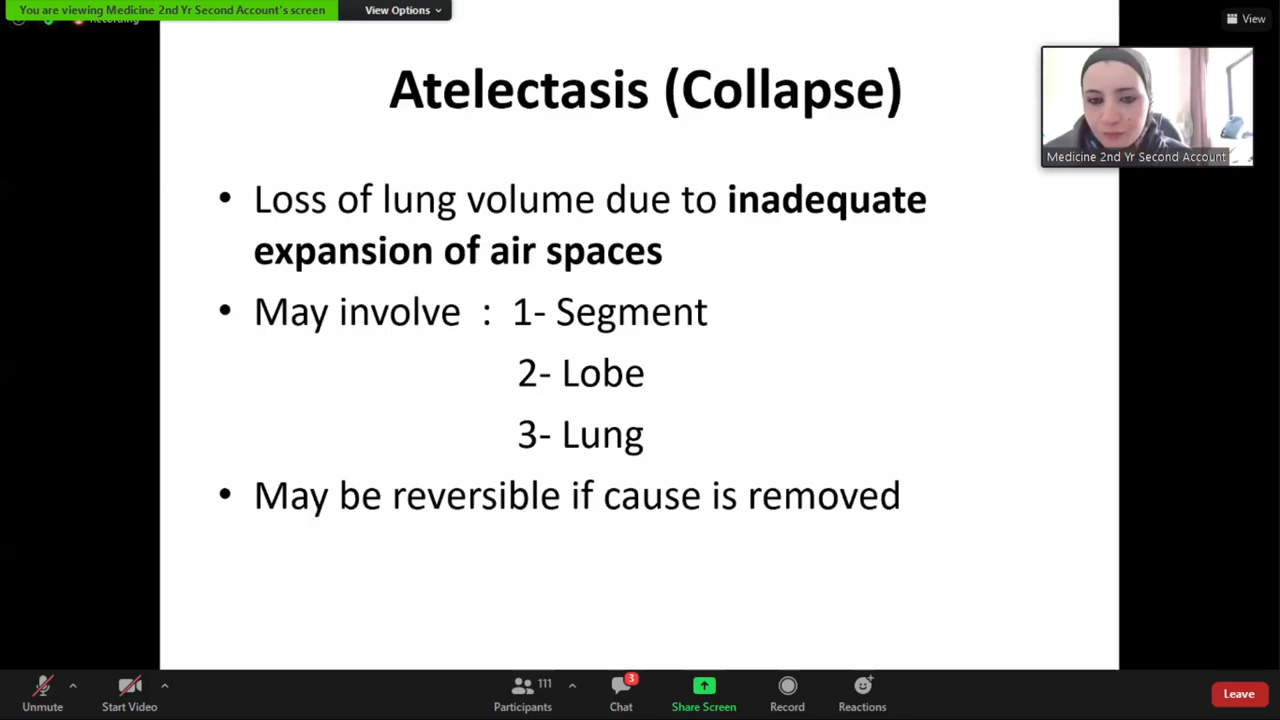 You are viewing Medicine 2nd Yr Second Account's screen
View Options
Recording
View
Atelectasis (Collapse)
Medicine 2nd Yr Second Account
• Loss of lung volume due to inadequate
expansion of air spaces
• May involve : 1- Segment
2- Lobe
3- Lung
• May be reversible if cause is removed
Unmute
Start Video
111
Participants
3
Chat
Share Screen
Record
Reactions
Leave